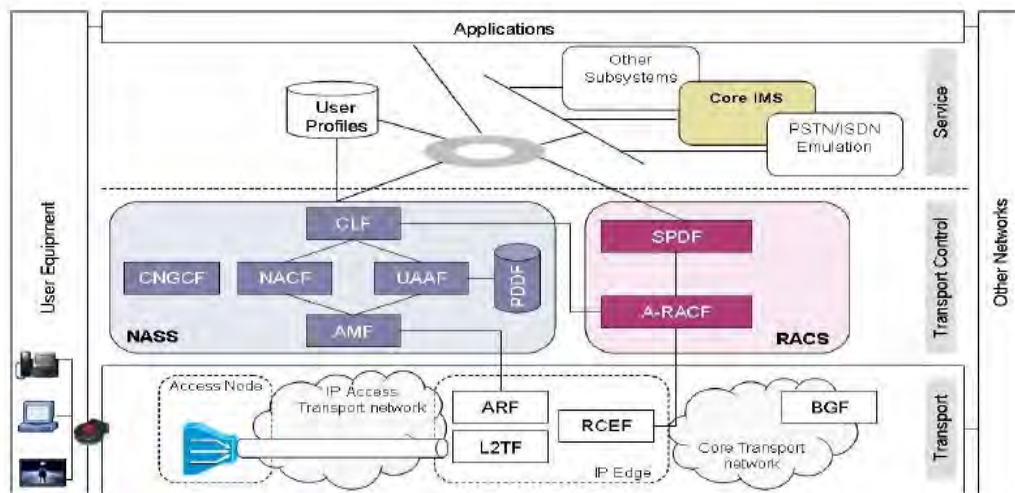 Applications
Other
Subsystems
Core IMS
PSTN/ISDN
Emulation
User
Profiles
Service
User Equipment
Other Networks
CLF
CNGCF
NACF
UAAF
PDDF
AMF
NASS
SPDF
A-RACF
RACS
Transport Control
Access Node
IP Access
Transport network
ARF
L2TF
RCEF
IP Edge
BGF
Core Transport
network
Transport